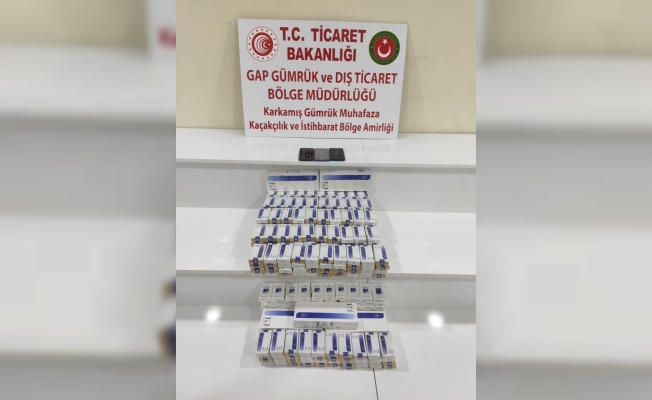 T.C. TİCARET
BAKANLIĞI
GAP GÜMRÜK ve DIŞ TİCARET
BÖLGE MÜDÜRLÜĞÜ
Karkamış Gümrük Muhafaza
Kaçakçılık ve İstihbarat Bölge Amirliği